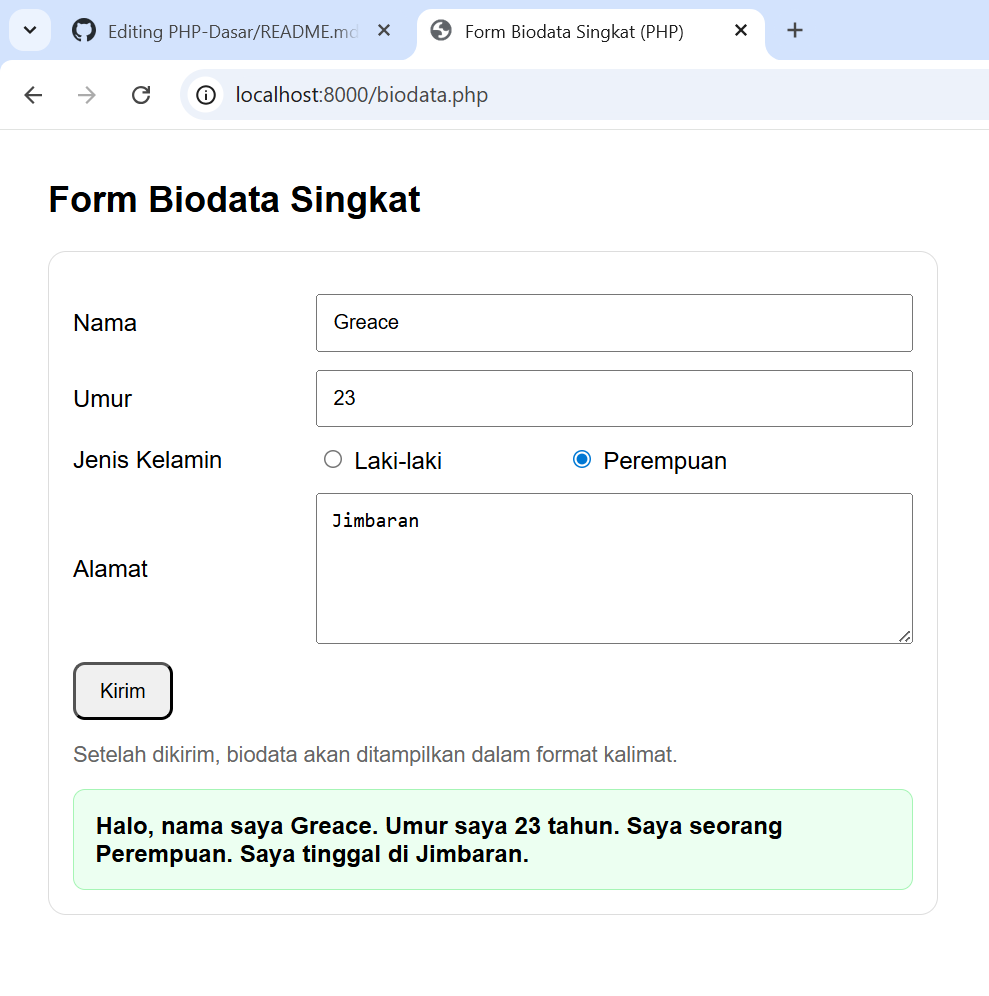 Editing PHP-Dasar/README.md
Form Biodata Singkat (PHP)
localhost:8000/biodata.php
Form Biodata Singkat
Nama
Greace
Umur
23
Jenis Kelamin
Laki-laki
Perempuan
Alamat
Jimbaran
Kirim
Setelah dikirim, biodata akan ditampilkan dalam format kalimat.
Halo, nama saya Greace. Umur saya 23 tahun. Saya seorang
Perempuan. Saya tinggal di Jimbaran.